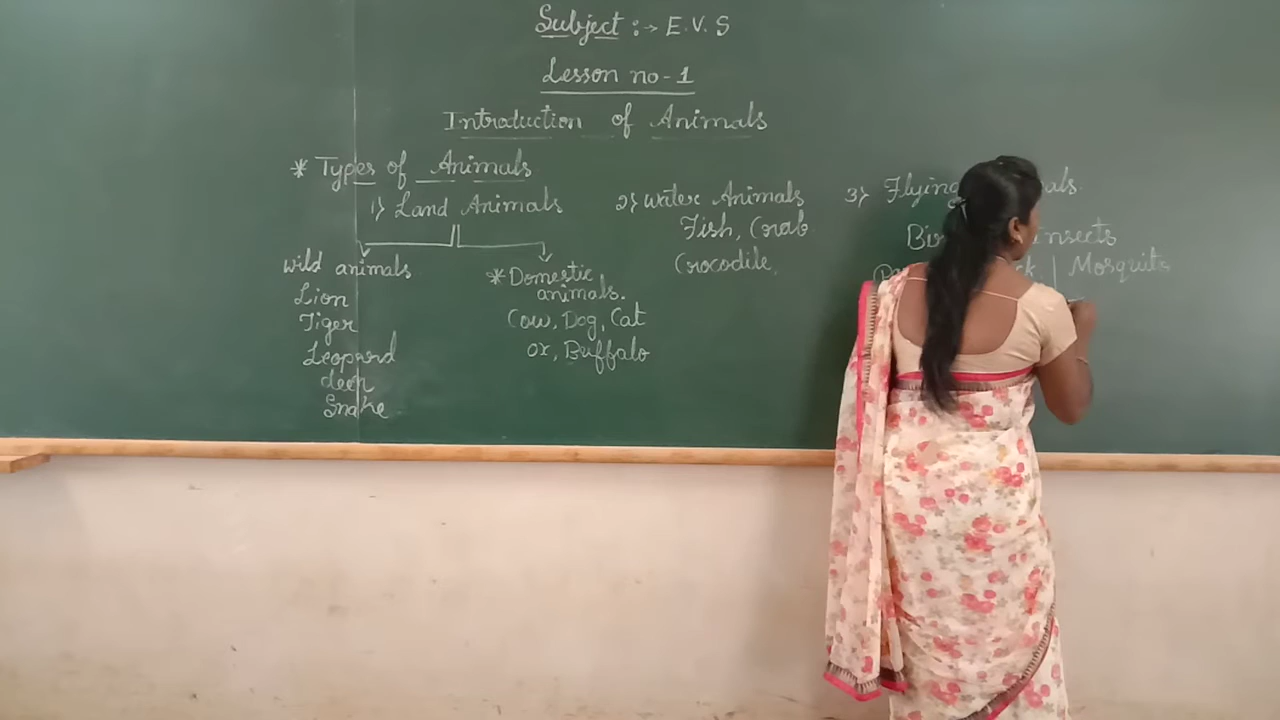 Subject :→ E.V.S
Lesson no-1
Introduction of Animals
* Types of Animals
1) Land Animals
wild animals
Lion
Tiger
Leopard
deer
Snake
* Domestic
animals.
Cow, Dog, Cat
ox, Buffalo
2) Water Animals
Fish, Crab
Crocodile,
3) Flying
insects
| Mosquito